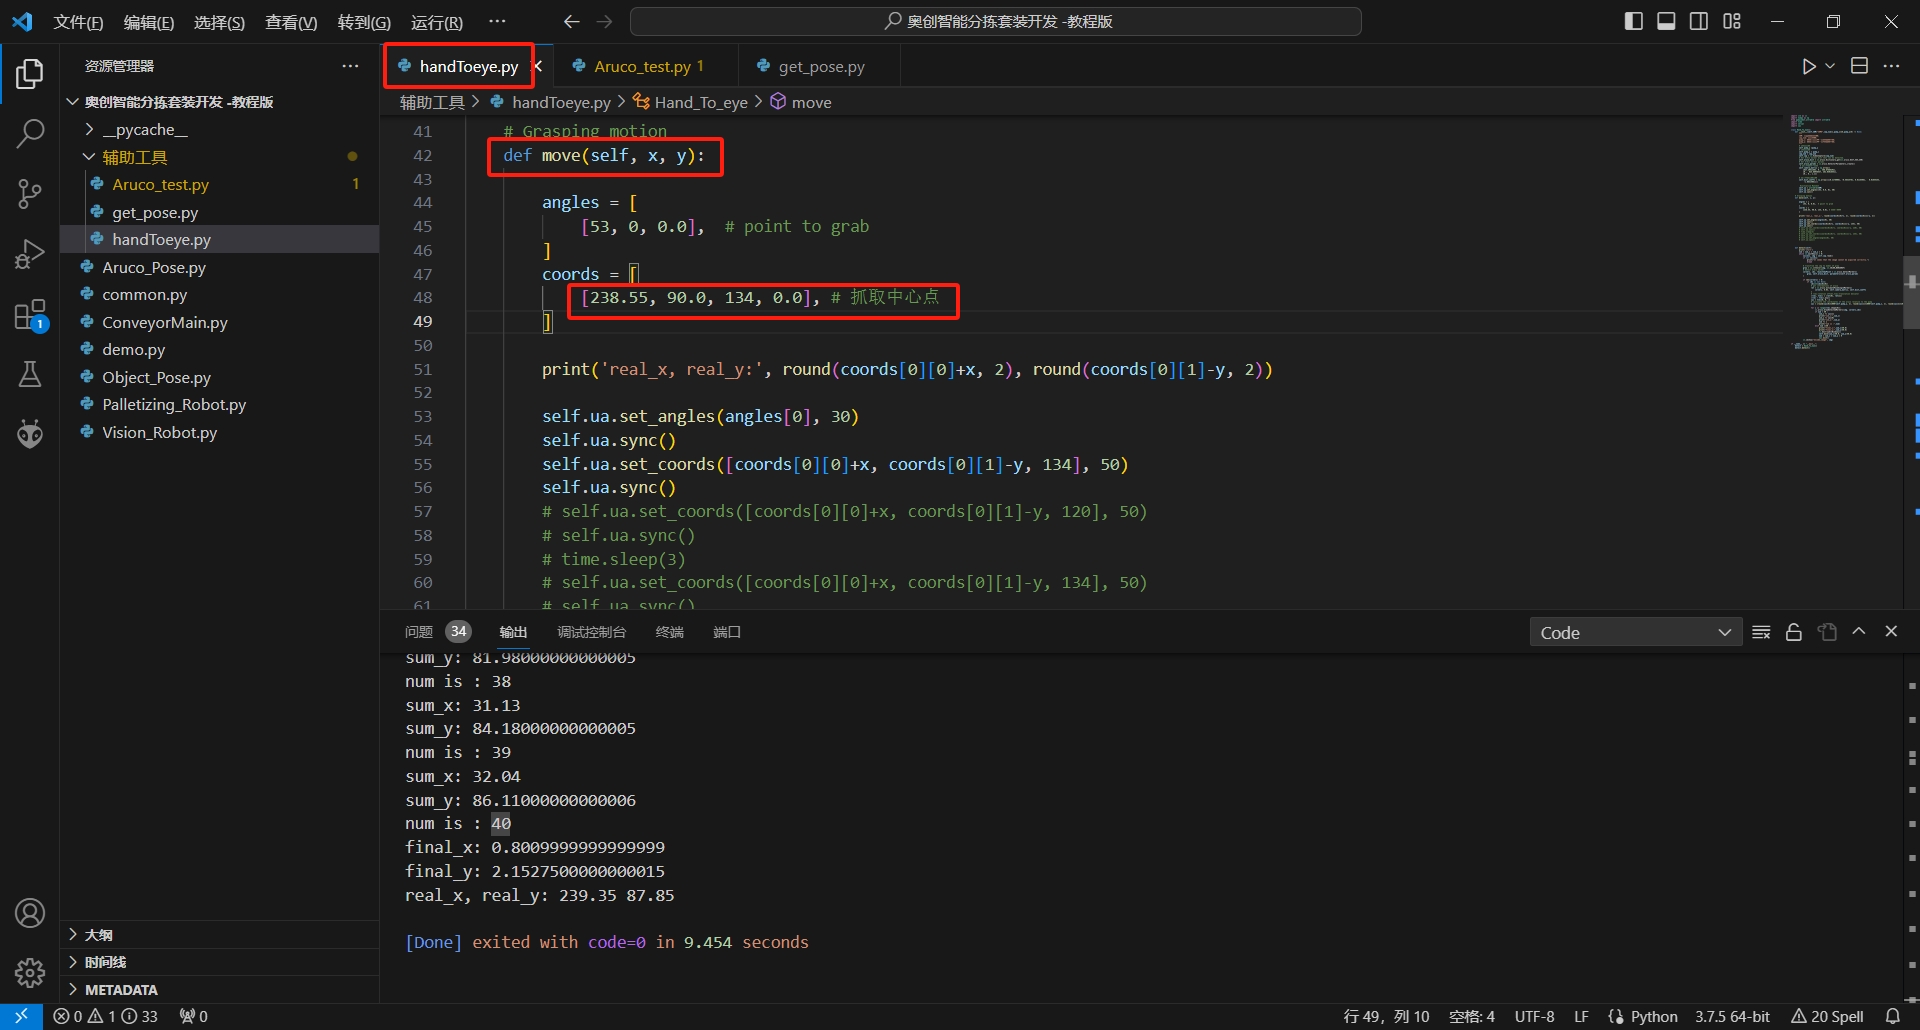 文件(F) 编辑(E) 选择(S) 查看(V) 转到(G) 运行(R) ··· 奥创智能分拣套装开发 -教程版
资源管理器 ···
奥创智能分拣套装开发 -教程版
__pycache__
辅助工具
Aruco_test.py 1
get_pose.py
handToeye.py
Aruco_Pose.py
common.py
ConveyorMain.py
demo.py
Object_Pose.py
Palletizing_Robot.py
Vision_Robot.py
大纲
时间线
METADATA
1
handToeye.py Aruco_test.py 1 get_pose.py
辅助工具 > handToeye.py > Hand_To_eye > move
41 # Grasping motion
42 def move(self, x, y):
43
44 angles = [
45 [53, 0, 0.0], # point to grab
46 ]
47 coords = [
48 [238.55, 90.0, 134, 0.0], # 抓取中心点
49 ]
50
51 print('real_x, real_y:', round(coords[0][0]+x, 2), round(coords[0][1]-y, 2))
52
53 self.ua.set_angles(angles[0], 30)
54 self.ua.sync()
55 self.ua.set_coords([coords[0][0]+x, coords[0][1]-y, 134], 50)
56 self.ua.sync()
57 # self.ua.set_coords([coords[0][0]+x, coords[0][1]-y, 120], 50)
58 # self.ua.sync()
59 # time.sleep(3)
60 # self.ua.set_coords([coords[0][0]+x, coords[0][1]-y, 134], 50)
61 # self.ua.sync()
问题 34 输出 调试控制台 终端 端口 Code
sum_y: 81.98000000000005
num is : 38
sum_x: 31.13
sum_y: 84.18000000000005
num is : 39
sum_x: 32.04
sum_y: 86.11000000000006
num is : 40
final_x: 0.8009999999999999
final_y: 2.1527500000000015
real_x, real_y: 239.35 87.85
[Done] exited with code=0 in 9.454 seconds
0 1 33 0 行 49，列 10 空格: 4 UTF-8 LF Python 3.7.5 64-bit 20 Spell